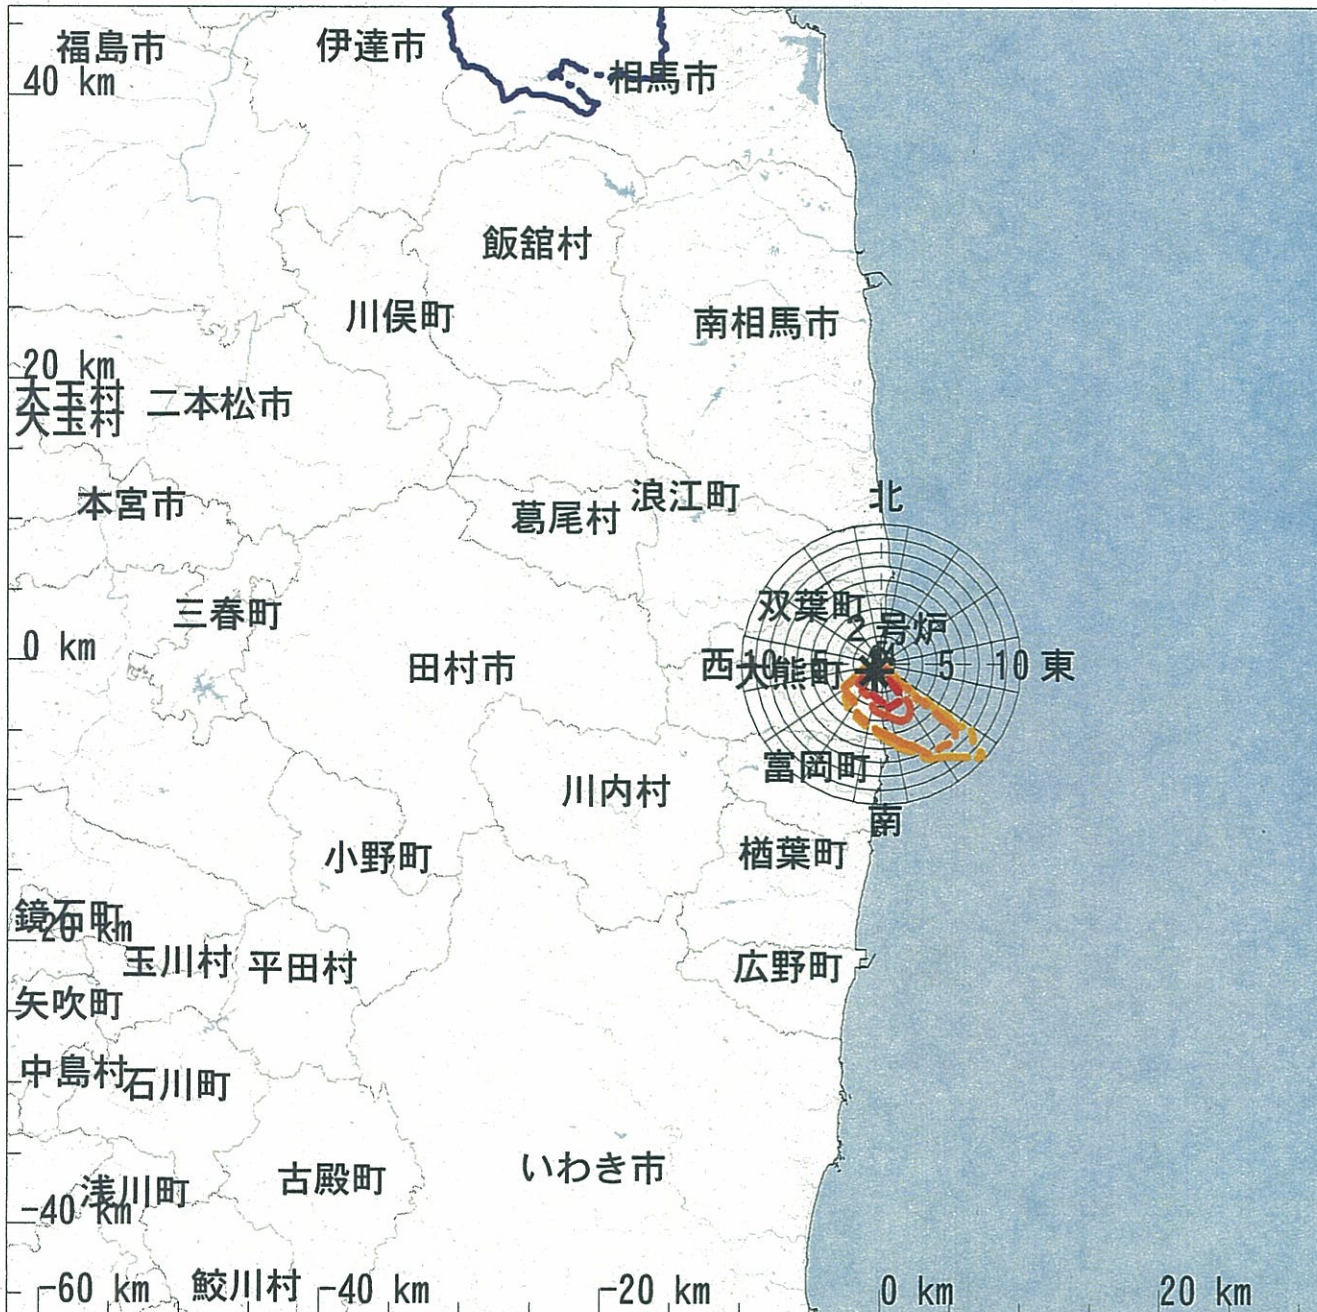 福島市
伊達市
40 km
相馬市
飯舘村
川俣町
南相馬市
20 km
大玉村
二本松市
大玉村
本宮市
葛尾村
浪江町
北
双葉町
三春町
2号炉
0 km
田村市
西
10
5
大熊町
5
10
東
富岡町
川内村
南
小野町
楢葉町
鏡石町
-20 km
玉川村
平田村
広野町
矢吹町
中島村
石川町
いわき市
古殿町
浅川町
-40 km
-60 km
鮫川村
-40 km
-20 km
0 km
20 km